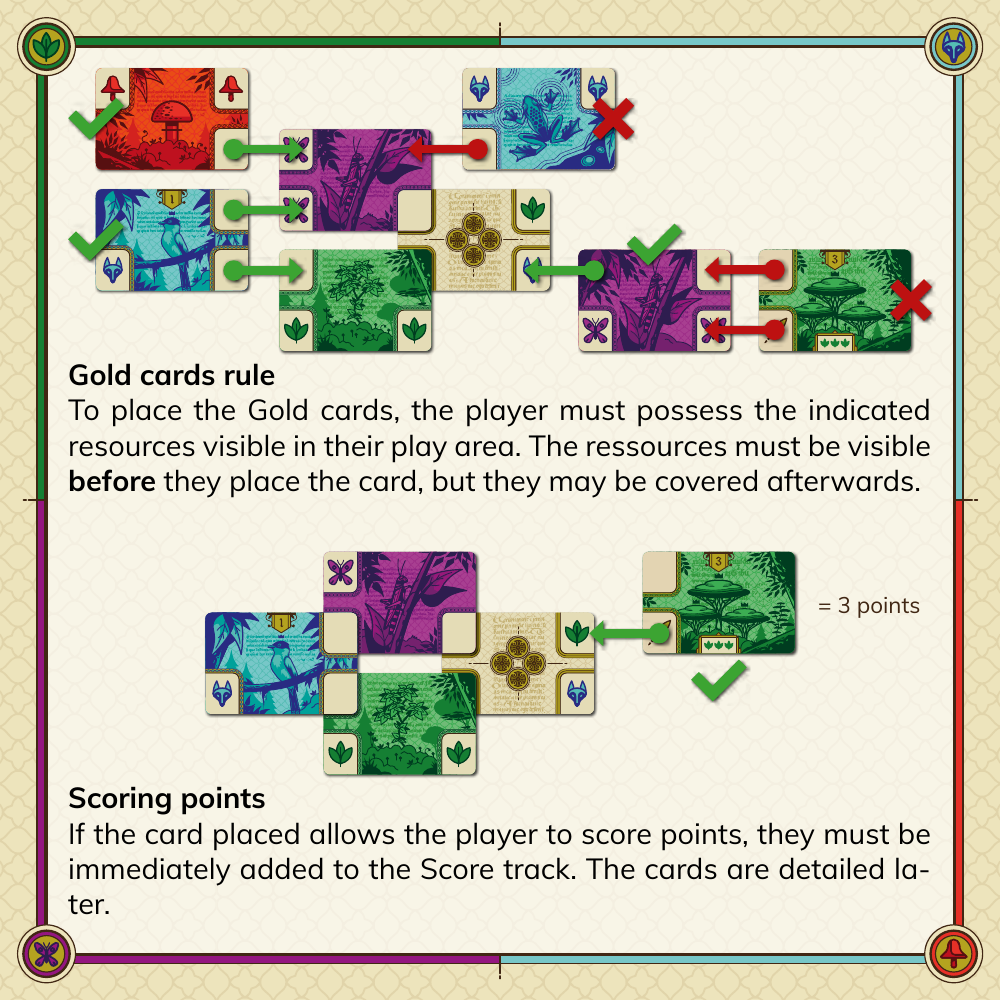 1
3
Gold cards rule
To place the Gold cards, the player must possess the indicated
resources visible in their play area. The ressources must be visible
before they place the card, but they may be covered afterwards.
3
= 3 points
1
Scoring points
If the card placed allows the player to score points, they must be
immediately added to the Score track. The cards are detailed la-
ter.